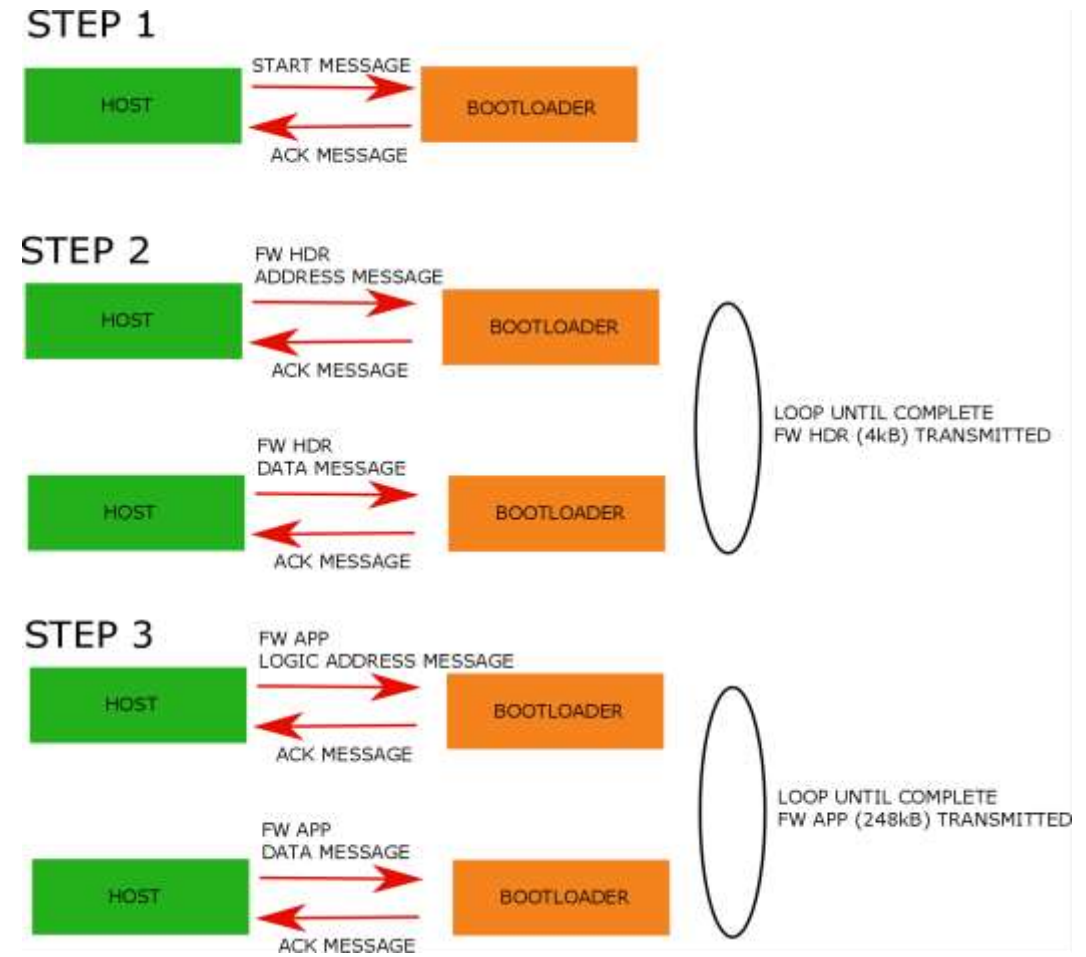 STEP 1
START MESSAGE
HOST
BOOTLOADER
ACK MESSAGE
STEP 2
FW HDR
ADDRESS MESSAGE
HOST
BOOTLOADER
ACK MESSAGE
LOOP UNTIL COMPLETE
FW HDR (4kB) TRANSMITTED
FW HDR
DATA MESSAGE
HOST
BOOTLOADER
ACK MESSAGE
STEP 3
FW APP
LOGIC ADDRESS MESSAGE
HOST
BOOTLOADER
ACK MESSAGE
LOOP UNTIL COMPLETE
FW APP (248kB) TRANSMITTED
FW APP
DATA MESSAGE
HOST
BOOTLOADER
ACK MESSAGE